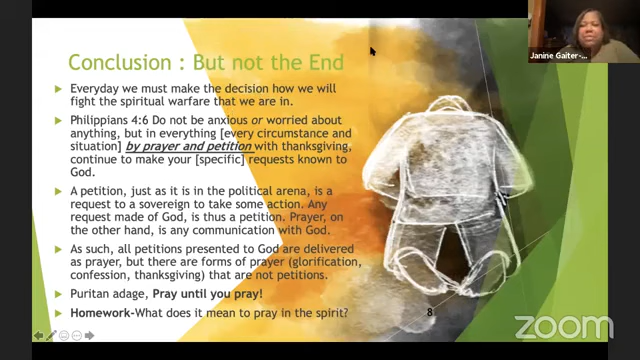 Conclusion : But not the End
Janine Gaiter-...
Everyday we must make the decision how we will
fight the spiritual warfare that we are in.
Philippians 4:6 Do not be anxious or worried about
anything, but in everything [every circumstance and
situation] by prayer and petition with thanksgiving,
continue to make your [specific] requests known to
God.
A petition, just as it is in the political arena, is a
request to a sovereign to take some action. Any
request made of God, is thus a petition. Prayer, on
the other hand, is any communication with God.
As such, all petitions presented to God are delivered
as prayer, but there are forms of prayer (glorification,
confession, thanksgiving) that are not petitions.
Puritan adage, Pray until you pray!
Homework-What does it mean to pray in the spirit?
8
zoom